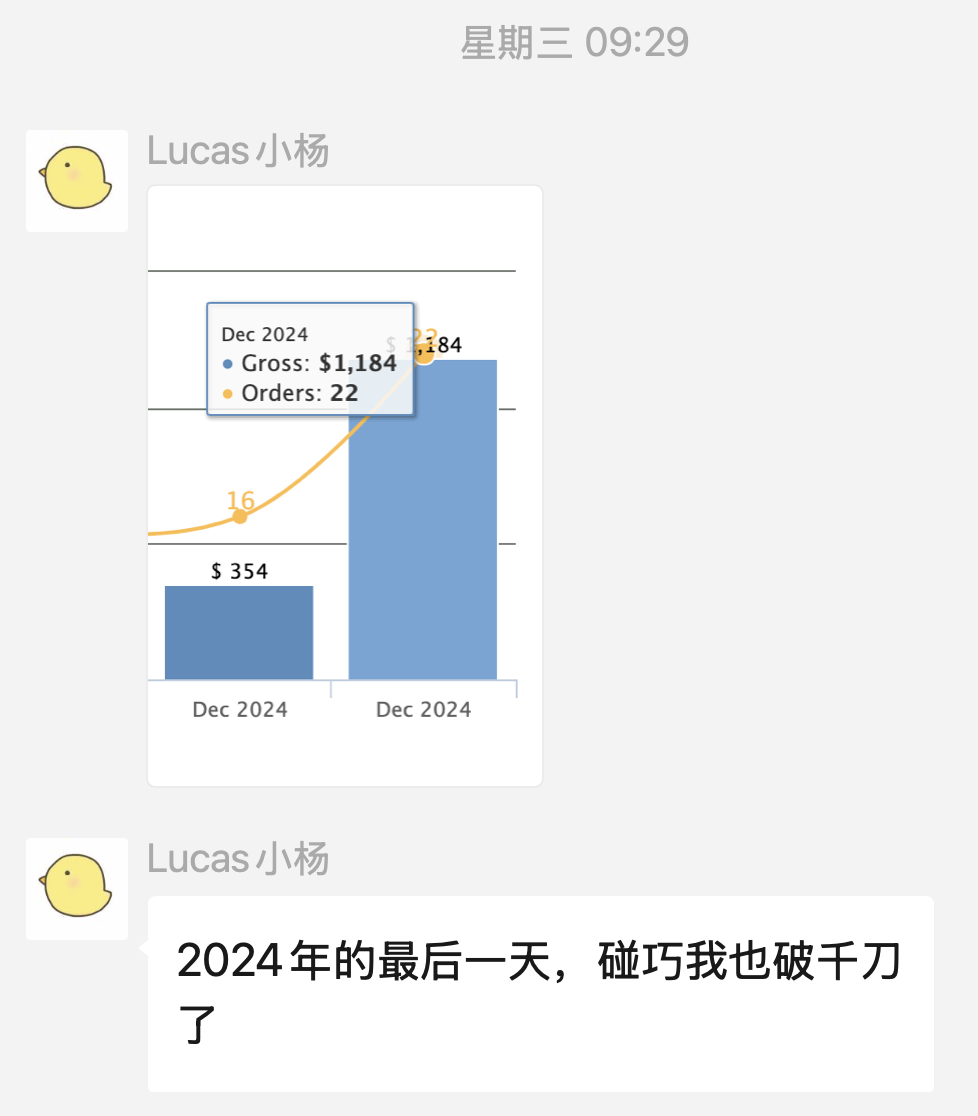 星期三 09:29
Lucas小杨
Dec 2024
Gross: $1,184
Orders: 22
22
$ 1,184
16
$ 354
Dec 2024
Dec 2024
Lucas小杨
2024年的最后一天，碰巧我也破千刀
了